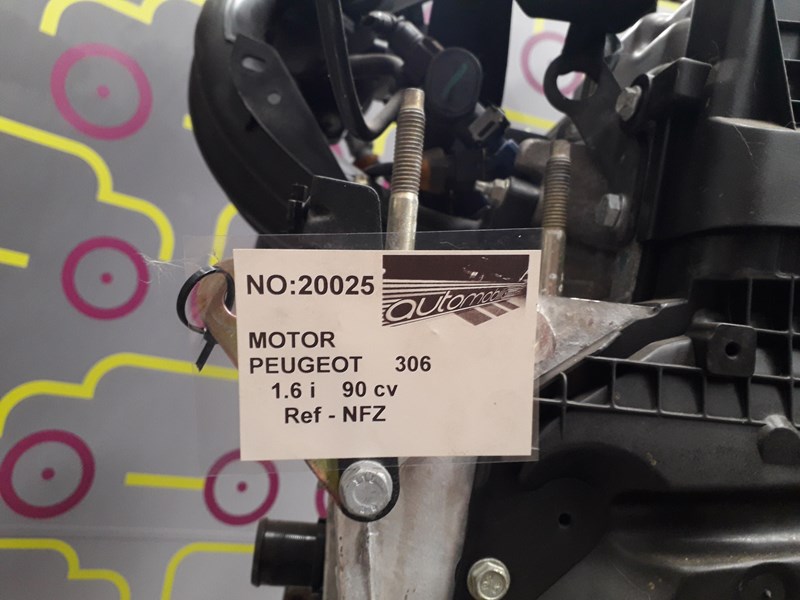 NO:20025
automobile
MOTOR
PEUGEOT 306
1.6 i 90 cv
Ref - NFZ